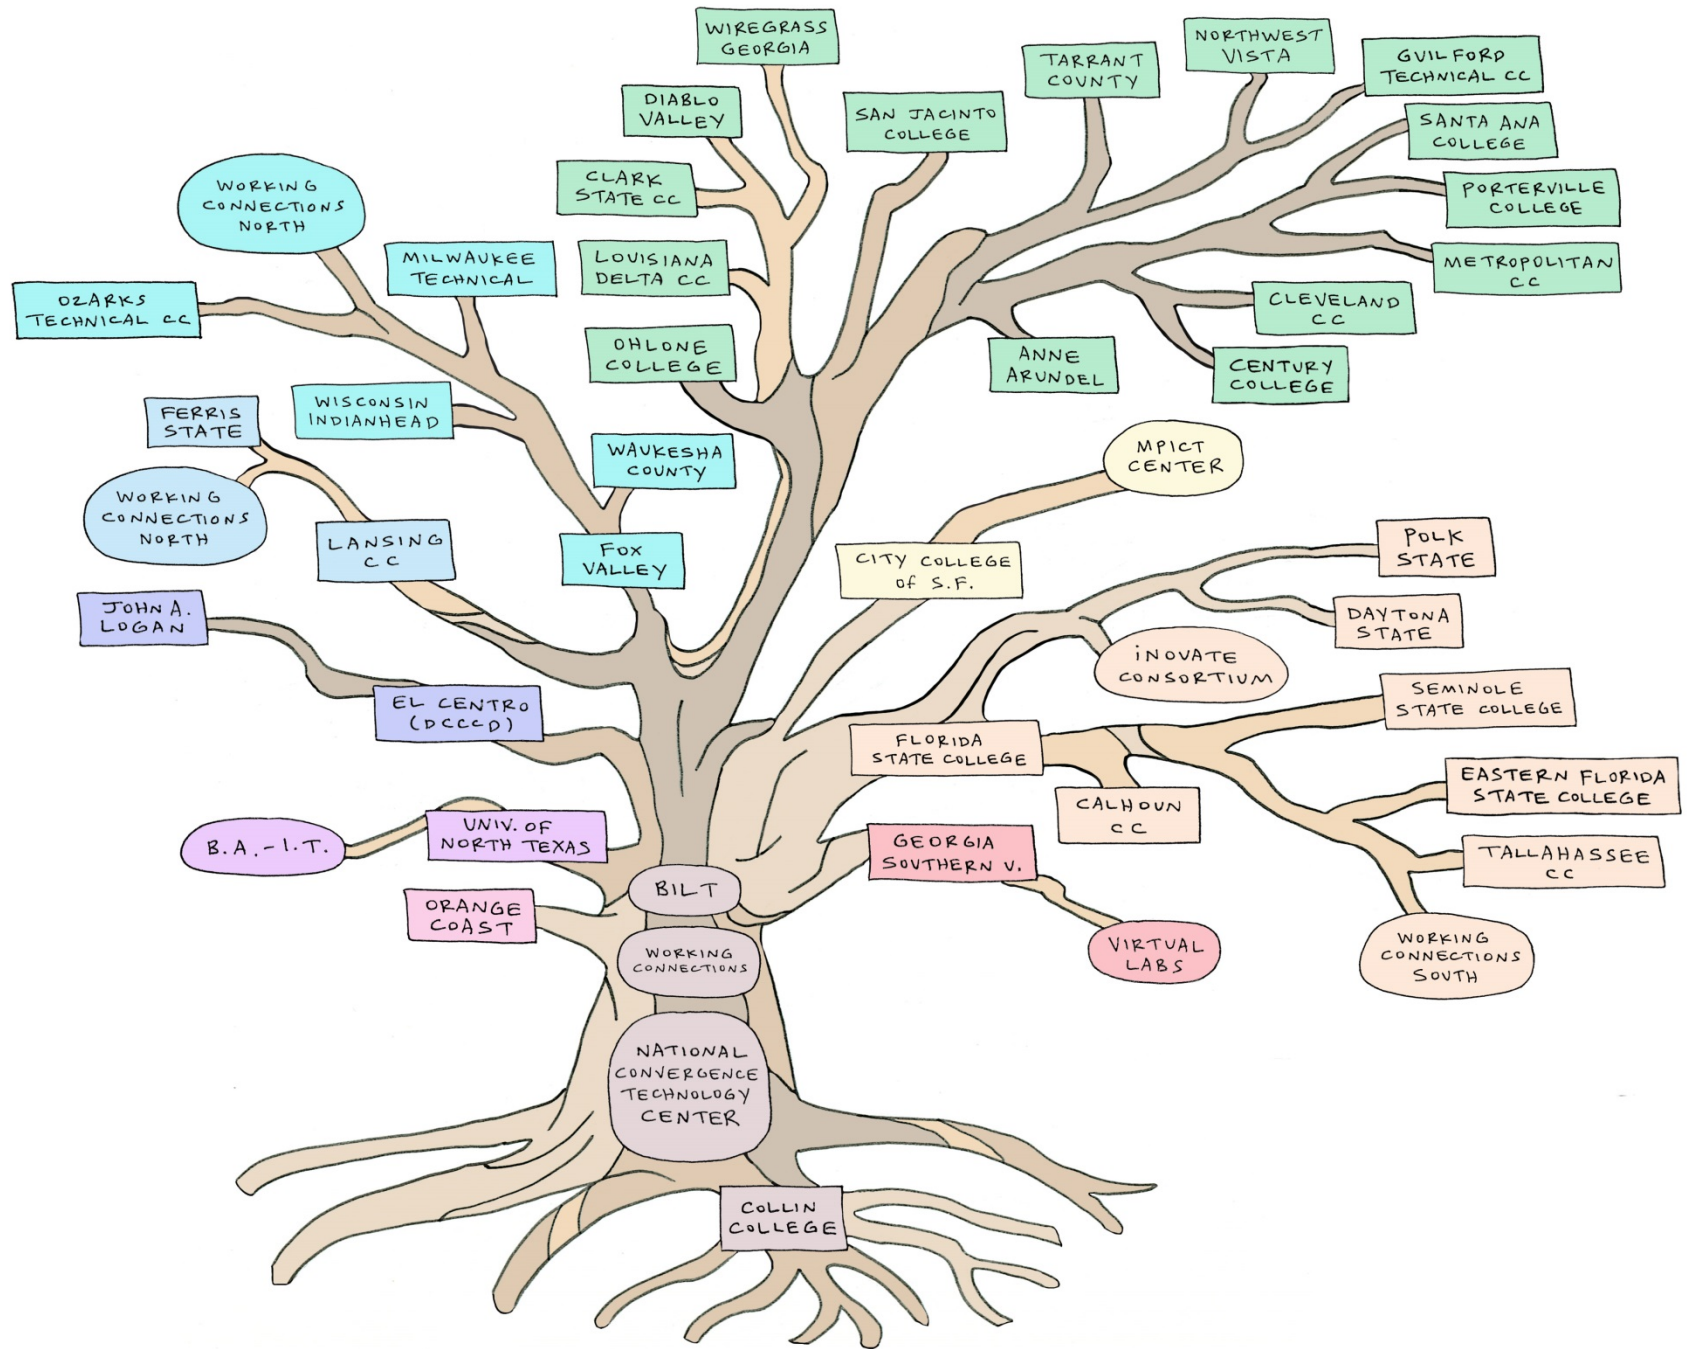 WIREGRASS
GEORGIA
NORTHWEST
VISTA
TARRANT
COUNTY
GUILFORD
TECHNICAL CC
DIABLO
VALLEY
SAN JACINTO
COLLEGE
SANTA ANA
COLLEGE
CLARK
STATE CC
PORTERVILLE
COLLEGE
WORKING
CONNECTIONS
NORTH
MILWAUKEE
TECHNICAL
LOUISIANA
DELTA CC
METROPOLITAN
CC
OZARKS
TECHNICAL CC
CLEVELAND
CC
OHLONE
COLLEGE
ANNE
ARUNDEL
CENTURY
COLLEGE
FERRIS
STATE
WISCONSIN
INDIANHEAD
WAUKESHA
COUNTY
MPICT
CENTER
WORKING
CONNECTIONS
NORTH
LANSING
CC
FOX
VALLEY
CITY COLLEGE
of S.F.
POLK
STATE
JOHN A.
LOGAN
DAYTONA
STATE
iNOVATE
CONSORTIUM
EL CENTRO
(DCCCD)
SEMINOLE
STATE COLLEGE
FLORIDA
STATE COLLEGE
EASTERN FLORIDA
STATE COLLEGE
CALHOUN
CC
B.A.-I.T.
UNIV. OF
NORTH TEXAS
GEORGIA
SOUTHERN U.
TALLAHASSEE
CC
BILT
ORANGE
COAST
WORKING
CONNECTIONS
VIRTUAL
LABS
WORKING
CONNECTIONS
SOUTH
NATIONAL
CONVERGENCE
TECHNOLOGY
CENTER
COLLIN
COLLEGE